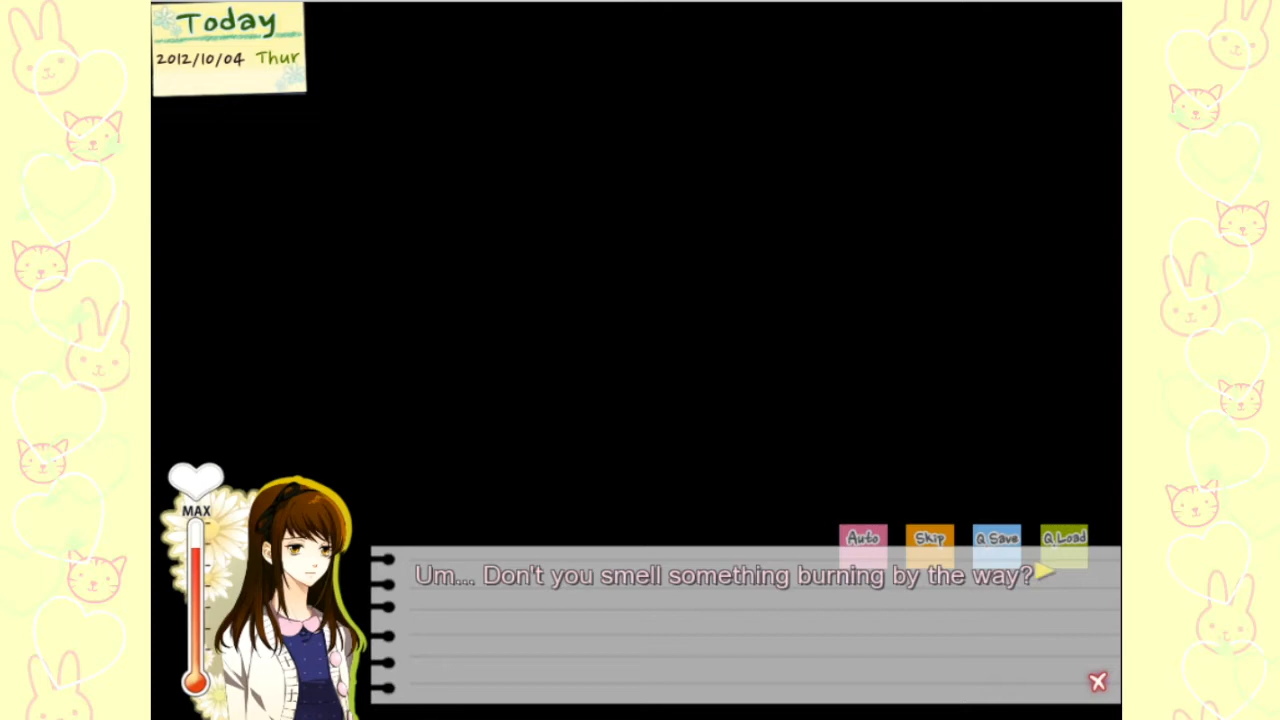 Today
2012/10/04 Thur
MAX
Auto Skip Q Save Q Load
Um... Don't you smell something burning by the way?